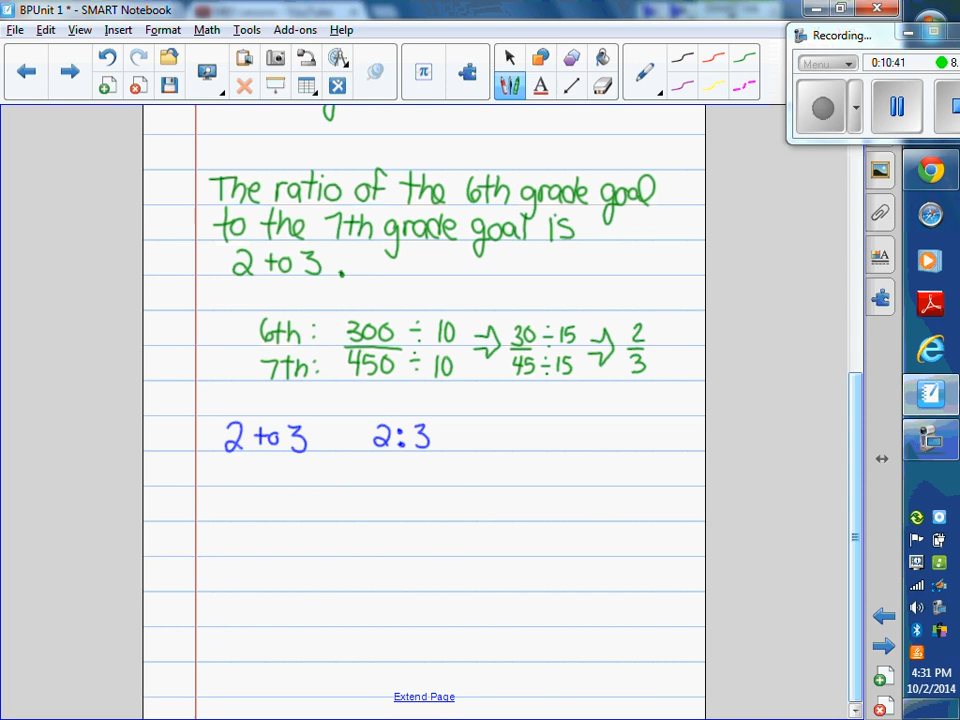 BPUnit 1 * - SMART Notebook
File Edit View Insert Format Math Tools Add-ons Help
Recording...
Menu
0:10:41
8.
The ratio of the 6th grade goal
to the 7th grade goal is
2 to 3 .
6th: 300 ÷ 10 ⇒ 30 ÷ 15 ⇒ 2
7th: 450 ÷ 10 45 ÷ 15 3
2 to 3 2:3
Extend Page
4:31 PM
10/2/2014